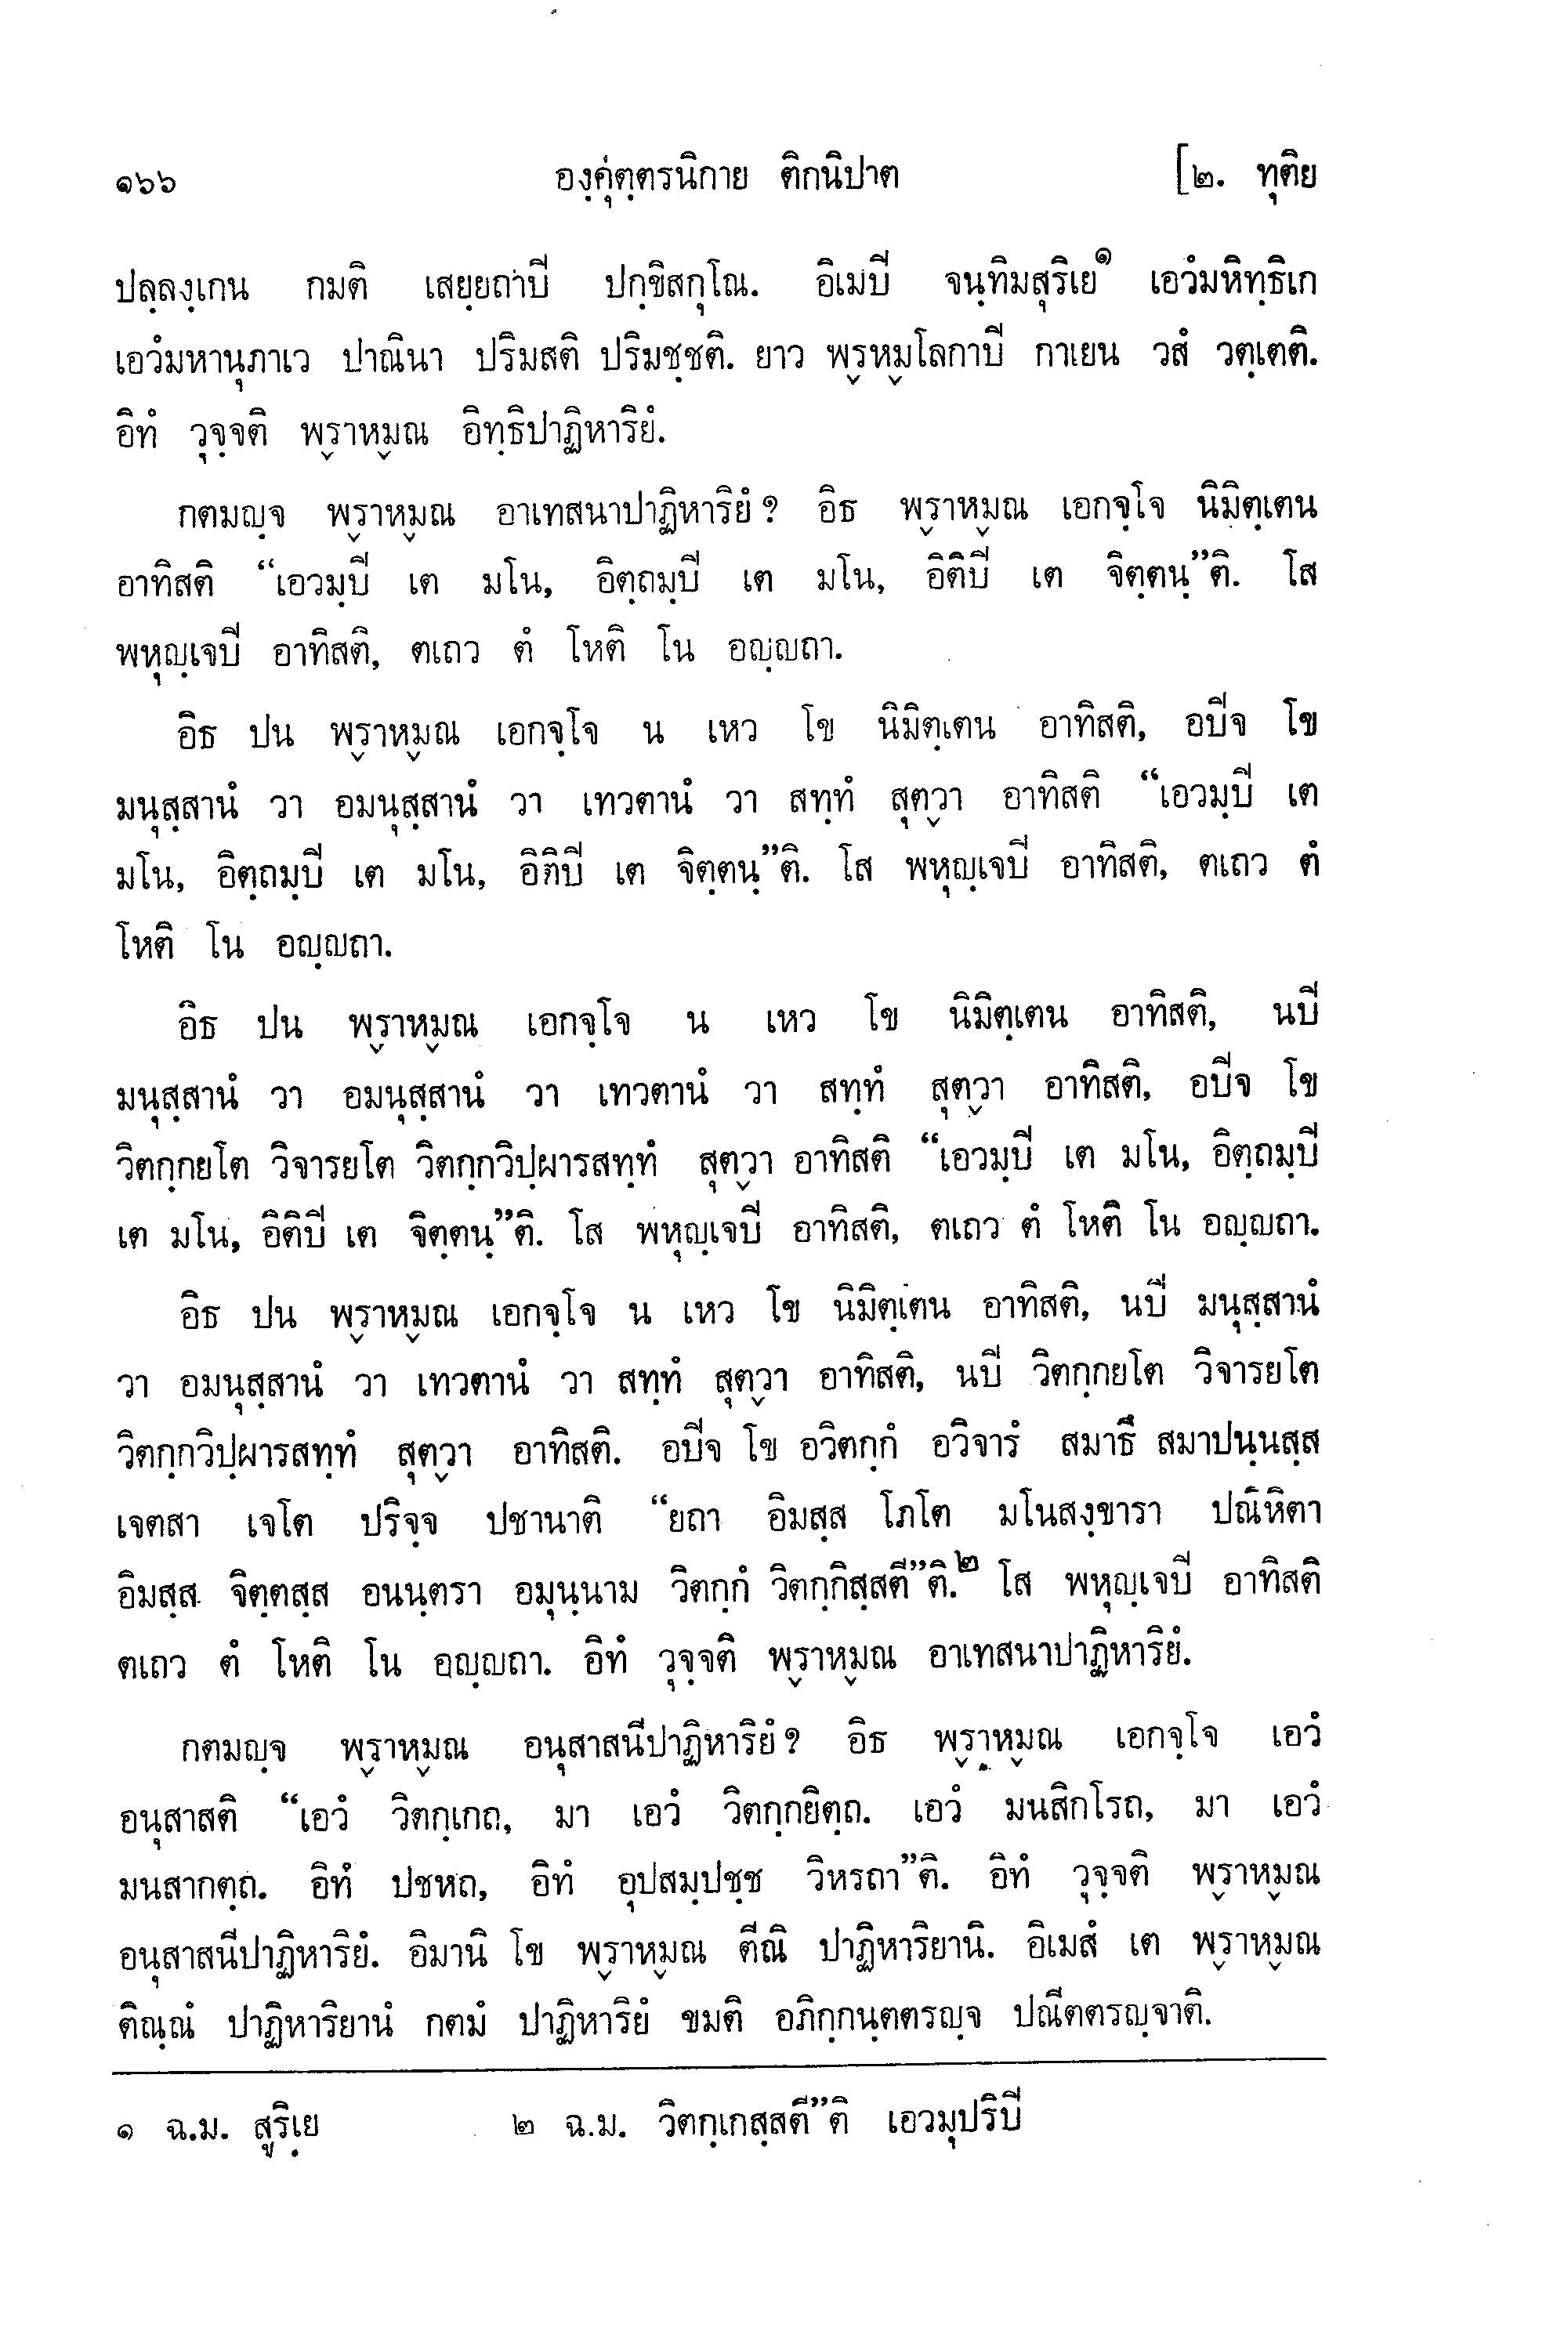 ๑๖๖ องฺคุํตฺตรนิกาย ติกนิปาต [๒. ทุติย
ปลฺลงฺเกน กมติ เสยฺยถาปี ปกฺขิสกุโณ. อิเมปี จนฺทิมสุริเย๑ เอวํมหิทฺธิเก
เอวํมหานุภาเว ปาณินา ปริมสติ ปริมชฺชติ. ยาว พฺรหฺมโลกาปี กาเยน วสํ วตฺเตติ.
อิทํ วุจฺจติ พฺราหฺมณ อิทฺธิปาฏิหาริยํ.
กตมญฺจ พฺราหฺมณ อาเทสนาปาฏิหาริยํ? อิธ พฺราหฺมณ เอกจฺโจ นิมิตฺเตน
อาทิสติ “เอวมฺปี เต มโน, อิตฺถมฺปี เต มโน, อิติปี เต จิตฺตนฺ”ติ. โส
พหุญฺเจปี อาทิสติ, ตเถว ตํ โหติ โน อญฺญถา.
อิธ ปน พฺราหฺมณ เอกจฺโจ น เหว โข นิมิตฺเตน อาทิสติ, อปีจ โข
มนุสฺสานํ วา อมนุสฺสานํ วา เทวตานํ วา สทฺทํ สุตฺวา อาทิสติ “เอวมฺปี เต
มโน, อิตฺถมฺปี เต มโน, อิติปี เต จิตฺตนฺ”ติ. โส พหุญฺเจปี อาทิสติ, ตเถว ตํ
โหติ โน อญฺญถา.
อิธ ปน พฺราหฺมณ เอกจฺโจ น เหว โข นิมิตฺเตน อาทิสติ, นปี
มนุสฺสานํ วา อมนุสฺสานํ วา เทวตานํ วา สทฺทํ สุตฺวา อาทิสติ, อปีจ โข
วิตกฺกยโต วิจารยโต วิตกฺกวิปฺผารสทฺทํ สุตฺวา อาทิสติ “เอวมฺปี เต มโน, อิตฺถมฺปี
เต มโน, อิติปี เต จิตฺตนฺ”ติ. โส พหุญฺเจปี อาทิสติ, ตเถว ตํ โหติ โน อญฺญถา.
อิธ ปน พฺราหฺมณ เอกจฺโจ น เหว โข นิมิตฺเตน อาทิสติ, นปี มนุสฺสานํ
วา อมนุสฺสานํ วา เทวตานํ วา สทฺทํ สุตฺวา อาทิสติ, นปี วิตกฺกยโต วิจารยโต
วิตกฺกวิปฺผารสทฺทํ สุตฺวา อาทิสติ. อปีจ โข อวิตกฺกํ อวิจารํ สมาธึ สมาปนฺนสฺส
เจตสา เจโต ปริจฺจ ปชานาติ “ยถา อิมสฺส โภโต มโนสงฺขารา ปณิหิตา
อิมสฺส จิตฺตสฺส อนนฺตรา อมุนฺนาม วิตกฺกํ วิตกฺกิสฺสตี”ติ.๒ โส พหุญฺเจปี อาทิสติ
ตเถว ตํ โหติ โน อญฺญถา. อิทํ วุจฺจติ พฺราหฺมณ อาเทสนาปาฏิหาริยํ.
กตมญฺจ พฺราหฺมณ อนุสาสนีปาฏิหาริยํ? อิธ พฺราหฺมณ เอกจฺโจ เอวํ
อนุสาสติ “เอวํ วิตกฺเกถ, มา เอวํ วิตกฺกยิตฺถ. เอวํ มนสิกโรถ, มา เอวํ
มนสากตฺถ. อิทํ ปชหถ, อิทํ อุปสมฺปชฺช วิหรถา”ติ. อิทํ วุจฺจติ พฺราหฺมณ
อนุสาสนีปาฏิหาริยํ. อิมานิ โข พฺราหฺมณ ตีณิ ปาฏิหาริยานิ. อิเมสํ เต พฺราหฺมณ
ติณฺณํ ปาฏิหาริยานํ กตมํ ปาฏิหาริยํ ขมติ อภิกฺกนฺตตรญฺจ ปณีตตรญฺจาติ.
๑ ฉ.ม. สูริเย ๒ ฉ.ม. วิตกฺเกสฺสตี”ติ เอวมุปริปี